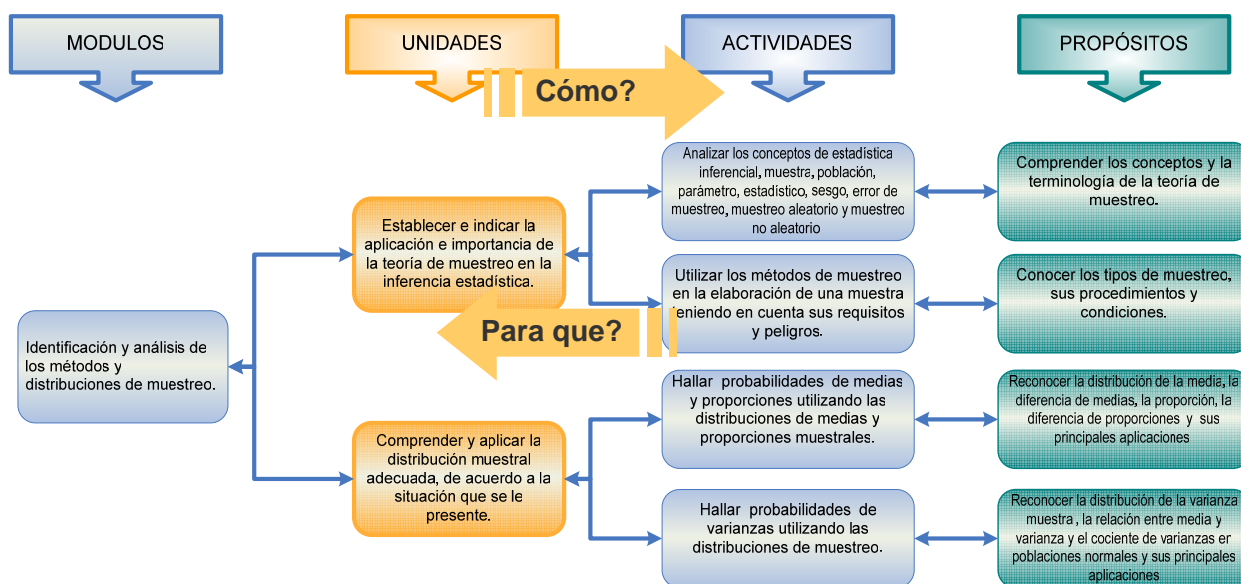 MODULOS
UNIDADES
ACTIVIDADES
PROPÓSITOS
Cómo?
Analizar los conceptos de estadística
inferencial, muestra, población,
parámetro, estadístico, sesgo, error de
muestreo, muestreo aleatorio y muestreo
no aleatorio
Comprender los conceptos y la
terminología de la teoría de
muestreo.
Establecer e indicar la
aplicación e importancia de
la teoría de muestreo en la
inferencia estadística.
Utilizar los métodos de muestreo
en la elaboración de una muestra
teniendo en cuenta sus requisitos
y peligros.
Conocer los tipos de muestreo,
sus procedimientos y
condiciones.
Para que?
Identificación y análisis de
los métodos y
distribuciones de muestreo.
Hallar probabilidades de medias
y proporciones utilizando las
distribuciones de medias y
proporciones muestrales.
Reconocer la distribución de la media, la
diferencia de medias, la proporción, la
diferencia de proporciones y sus
principales aplicaciones
Comprender y aplicar la
distribución muestral
adecuada, de acuerdo a la
situación que se le
presente.
Hallar probabilidades de
varianzas utilizando las
distribuciones de muestreo.
Reconocer la distribución de la varianza
muestra, la relación entre media y
varianza y el cociente de varianzas en
poblaciones normales y sus principales
aplicaciones